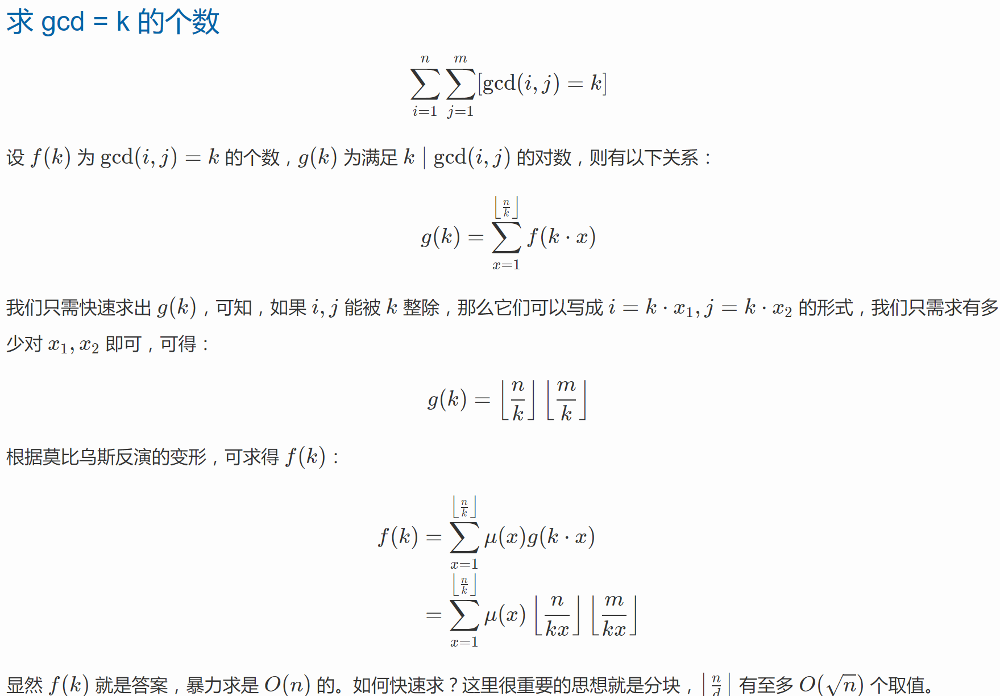 求 gcd = k 的个数
$$\sum_{i=1}^{n}\sum_{j=1}^{m}[\gcd(i,j)=k]$$
设 $f(k)$ 为 $\gcd(i,j)=k$ 的个数，$g(k)$ 为满足 $k \mid \gcd(i,j)$ 的对数，则有以下关系：
$$g(k)=\sum_{x=1}^{\left\lfloor\frac{n}{k}\right\rfloor}f(k\cdot x)$$
我们只需快速求出 $g(k)$，可知，如果 $i,j$ 能被 $k$ 整除，那么它们可以写成 $i=k\cdot x_1,j=k\cdot x_2$ 的形式，我们只需求有多
少对 $x_1,x_2$ 即可，可得：
$$g(k)=\left\lfloor\frac{n}{k}\right\rfloor\left\lfloor\frac{m}{k}\right\rfloor$$
根据莫比乌斯反演的变形，可求得 $f(k)$：
$$f(k)=\sum_{x=1}^{\left\lfloor\frac{n}{k}\right\rfloor}\mu(x)g(k\cdot x)$$
$$=\sum_{x=1}^{\left\lfloor\frac{n}{k}\right\rfloor}\mu(x)\left\lfloor\frac{n}{kx}\right\rfloor\left\lfloor\frac{m}{kx}\right\rfloor$$
显然 $f(k)$ 就是答案，暴力求是 $O(n)$ 的。如何快速求？这里很重要的思想就是分块，$\left\lfloor\frac{n}{d}\right\rfloor$ 有至多 $O(\sqrt{n})$ 个取值。